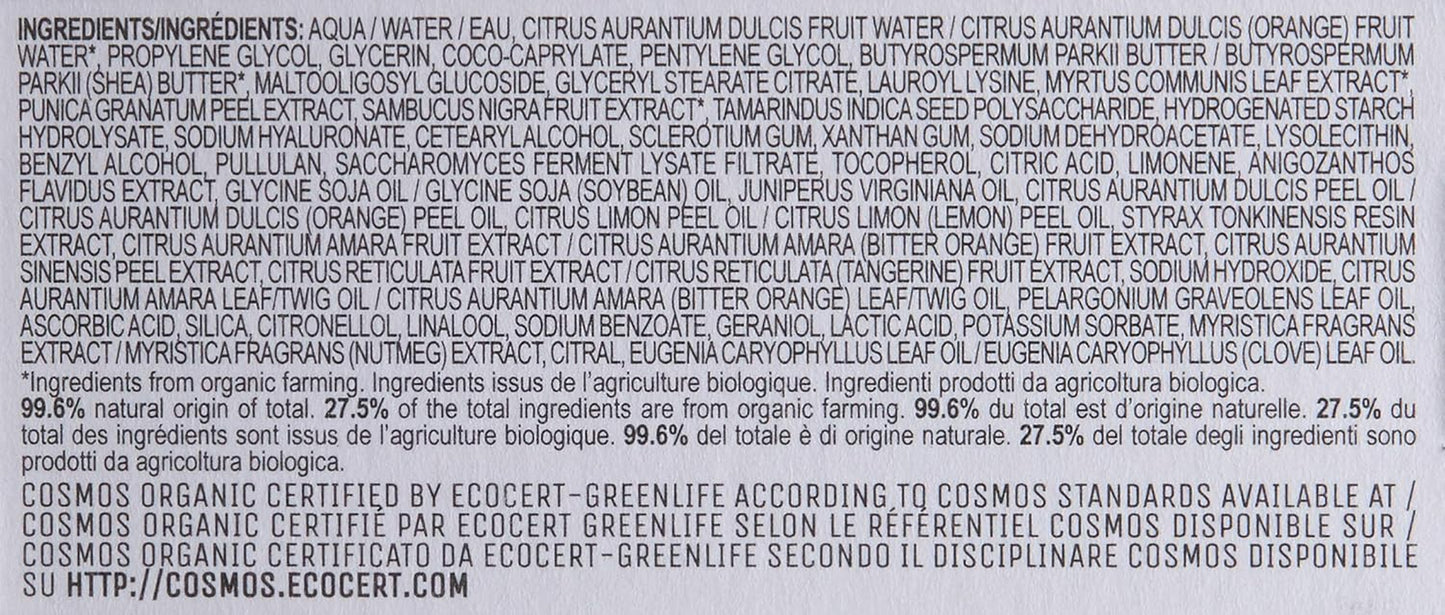 INGREDIENTS/INGRÉDIENTS: AQUA / WATER / EAU, CITRUS AURANTIUM DULCIS FRUIT WATER / CITRUS AURANTIUM DULCIS (ORANGE) FRUIT
WATER*, PROPYLENE GLYCOL, GLYCERIN, COCO-CAPRYLATE, PENTYLENE GLYCOL, BUTYROSPERMUM PARKII BUTTER / BUTYROSPERMUM
PARKII (SHEA) BUTTER*, MALTOOLIGOSYL GLUCOSIDE, GLYCERYL STEARATE CITRATE, LAUROYL LYSINE, MYRTUS COMMUNIS LEAF EXTRACT*,
PUNICA GRANATUM PEEL EXTRACT, SAMBUCUS NIGRA FRUIT EXTRACT*, TAMARINDUS INDICA SEED POLYSACCHARIDE, HYDROGENATED STARCH
HYDROLYSATE, SODIUM HYALURONATE, CETEARYL ALCOHOL, SCLEROTIUM GUM, XANTHAN GUM, SODIUM DEHYDROACETATE, LYSOLECITHIN,
BENZYL ALCOHOL, PULLULAN, SACCHAROMYCES FERMENT LYSATE FILTRATE, TOCOPHEROL, CITRIC ACID, LIMONENE, ANIGOZANTHOS
FLAVIDUS EXTRACT, GLYCINE SOJA OIL / GLYCINE SOJA (SOYBEAN) OIL, JUNIPERUS VIRGINIANA OIL, CITRUS AURANTIUM DULCIS PEEL OIL /
CITRUS AURANTIUM DULCIS (ORANGE) PEEL OIL, CITRUS LIMON PEEL OIL / CITRUS LIMON (LEMON) PEEL OIL, STYRAX TONKINENSIS RESIN
EXTRACT, CITRUS AURANTIUM AMARA FRUIT EXTRACT / CITRUS AURANTIUM AMARA (BITTER ORANGE) FRUIT EXTRACT, CITRUS AURANTIUM
SINENSIS PEEL EXTRACT, CITRUS RETICULATA FRUIT EXTRACT / CITRUS RETICULATA (TANGERINE) FRUIT EXTRACT, SODIUM HYDROXIDE, CITRUS
AURANTIUM AMARA LEAF/TWIG OIL / CITRUS AURANTIUM AMARA (BITTER ORANGE) LEAF/TWIG OIL, PELARGONIUM GRAVEOLENS LEAF OIL,
ASCORBIC ACID, SILICA, CITRONELLOL, LINALOOL, SODIUM BENZOATE, GERANIOL, LACTIC ACID, POTASSIUM SORBATE, MYRISTICA FRAGRANS
EXTRACT / MYRISTICA FRAGRANS (NUTMEG) EXTRACT, CITRAL, EUGENIA CARYOPHYLLUS LEAF OIL / EUGENIA CARYOPHYLLUS (CLOVE) LEAF OIL.
*Ingredients from organic farming. Ingredients issus de l'agriculture biologique. Ingredienti prodotti da agricoltura biologica.
99.6% natural origin of total. 27.5% of the total ingredients are from organic farming. 99.6% du total est d'origine naturelle. 27.5% du
total des ingrédients sont issus de l'agriculture biologique. 99.6% del totale è di origine naturale. 27.5% del totale degli ingredienti sono
prodotti da agricoltura biologica.
COSMOS ORGANIC CERTIFIED BY ECOCERT-GREENLIFE ACCORDING TO COSMOS STANDARDS AVAILABLE AT /
COSMOS ORGANIC CERTIFIÉ PAR ECOCERT GREENLIFE SELON LE RÉFÉRENTIEL COSMOS DISPONIBLE SUR /
COSMOS ORGANIC CERTIFICATO DA ECOCERT-GREENLIFE SECONDO IL DISCIPLINARE COSMOS DISPONIBILE
SU HTTP://COSMOS.ECOCERT.COM